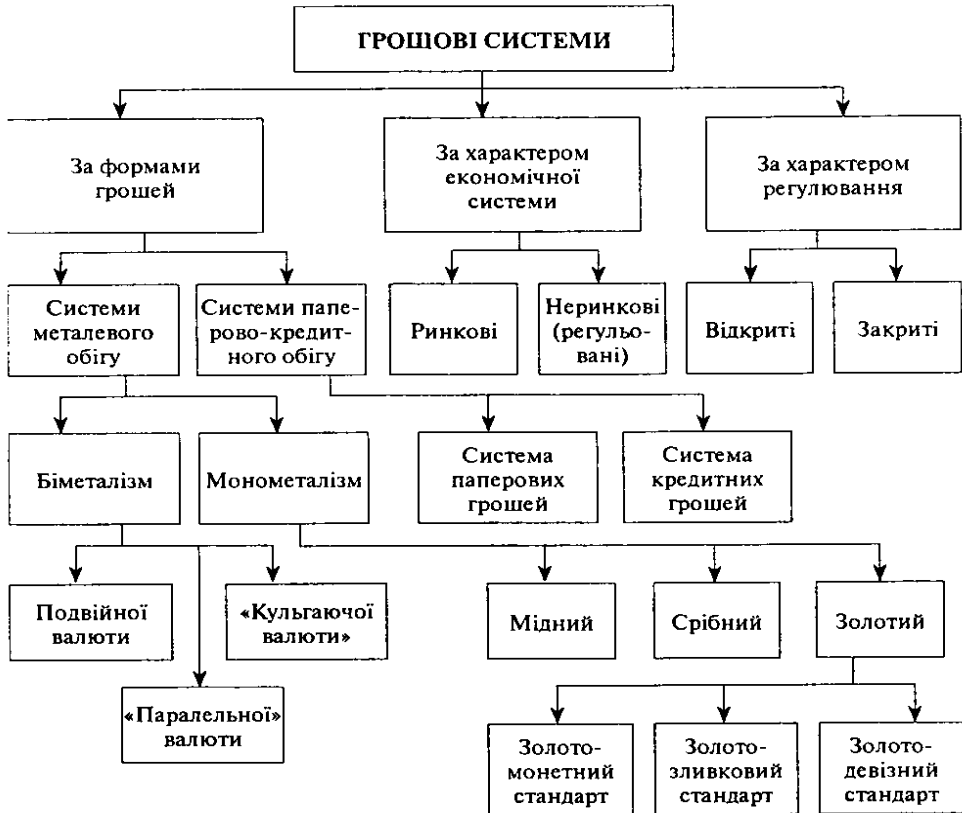 ГРОШОВІ СИСТЕМИ
За формами
грошей
За характером
економічної
системи
За характером
регулювання
Системи
металевого
обігу
Системи папе-
рово-кредит-
ного обігу
Ринкові
Неринкові
(регульо-
вані)
Відкриті
Закриті
Біметалізм
Монометалізм
Система
паперових
грошей
Система
кредитних
грошей
Подвійної
валюти
«Кульгаючої
валюти»
Мідний
Срібний
Золотий
«Паралельної»
валюти
Золото-
монетний
стандарт
Золото-
зливковий
стандарт
Золото-
девізний
стандарт